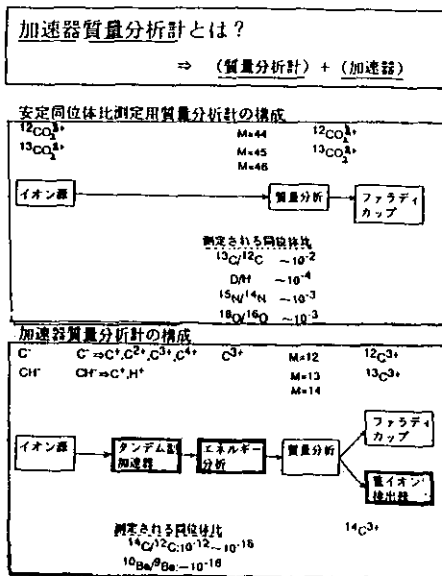 加速器質量分析計とは？
⇒ (質量分析計) + (加速器)
安定同位体比測定用質量分析計の構成
¹²CO₂⁺ M=44 ¹²CO₂⁺
¹³CO₂⁺ M=45 ¹³CO₂⁺
M=46
イオン源 質量分析 ファラディカップ
測定される同位体比
¹³C/¹²C ~10⁻²
D/H ~10⁻⁴
¹⁵N/¹⁴N ~10⁻³
¹⁸O/¹⁶O ~10⁻³
加速器質量分析計の構成
C⁻ C⁻⇒C⁺,C²⁺,C³⁺,C⁴⁺ C³⁺ M=12 ¹²C³⁺
CH⁻ CH⁻⇒C⁺,H⁺ M=13 ¹³C³⁺
M=14
ファラディ
カップ
イオン源 タンデム型加速器 エネルギー分析 質量分析
重イオン
検出器
¹⁴C³⁺
測定される同位体比
¹⁴C/¹²C:10⁻¹²~10⁻¹⁵
¹⁰Be/⁹Be:~10⁻¹⁶